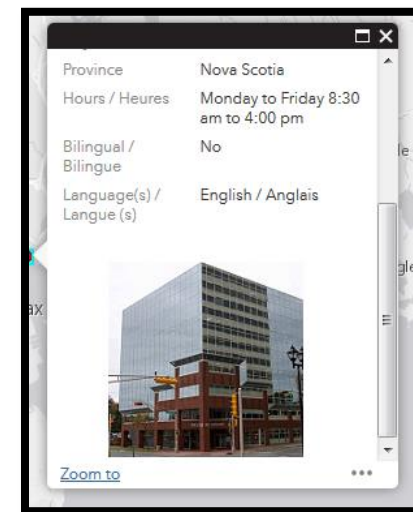 Province Nova Scotia
Hours / Heures Monday to Friday 8:30
am to 4:00 pm
Bilingual / No
Bilingue
Language(s) / English / Anglais
Langue (s)
ax
Zoom to